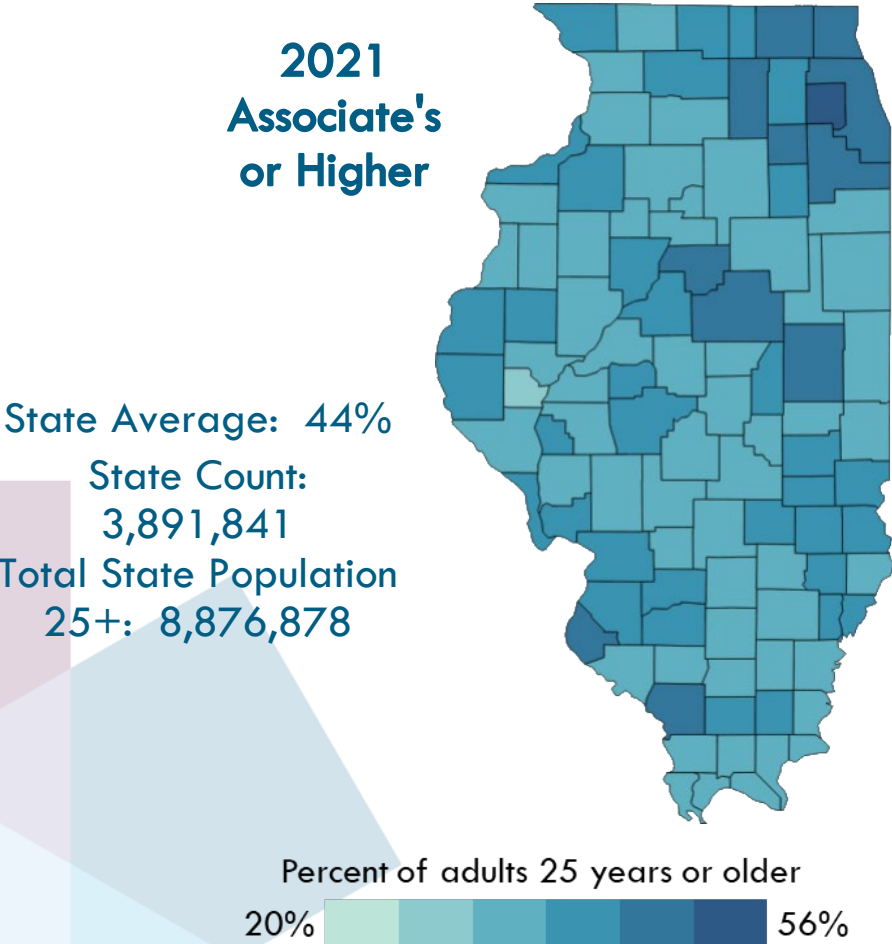 2021
Associate's
or Higher
State Average: 44%
State Count:
3,891,841
Total State Population
25+: 8,876,878
Percent of adults 25 years or older
20% 56%